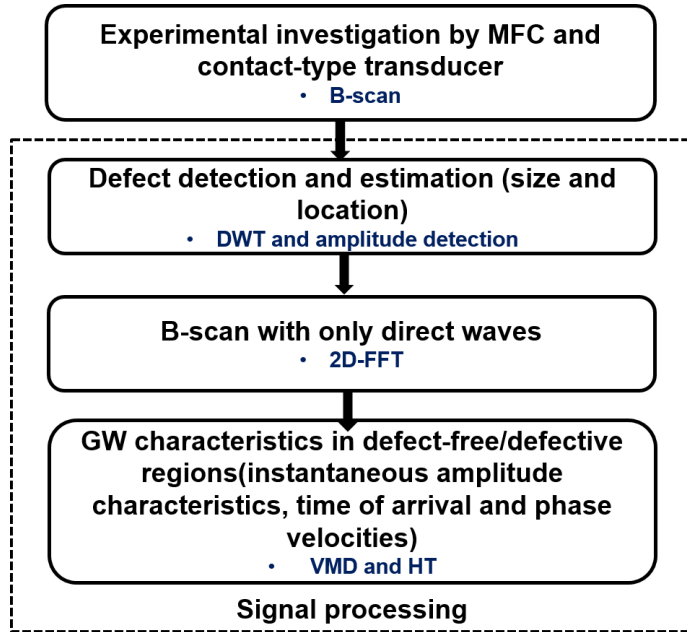 Experimental investigation by MFC and
contact-type transducer
• B-scan
Defect detection and estimation (size and
location)
• DWT and amplitude detection
B-scan with only direct waves
• 2D-FFT
GW characteristics in defect-free/defective
regions(instantaneous amplitude
characteristics, time of arrival and phase
velocities)
• VMD and HT
Signal processing